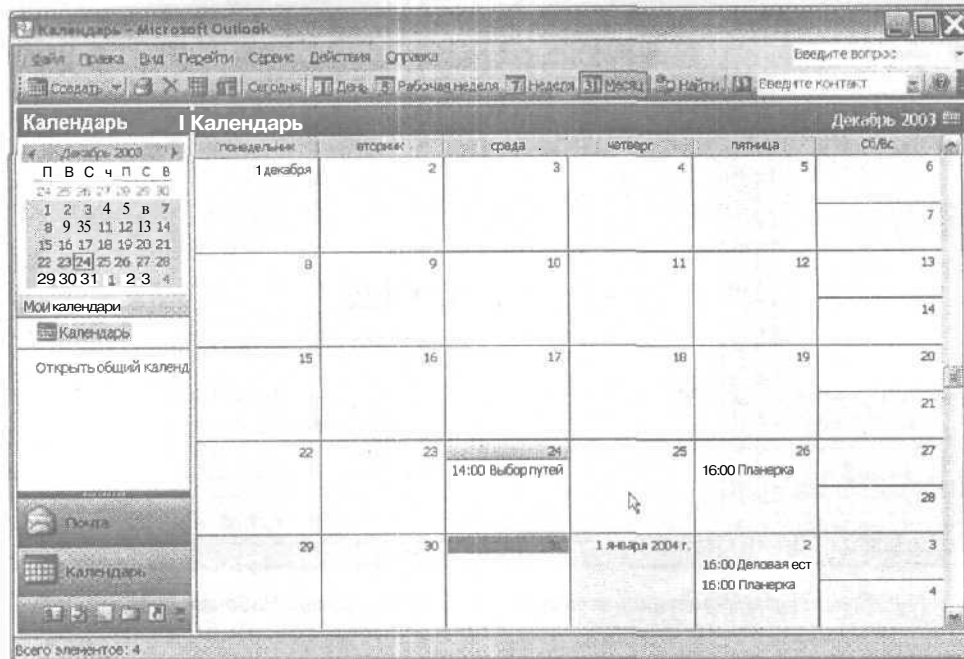 Календарь - Microsoft Outlook
Файл Правка Вид Перейти Сервис Действия Справка Введите вопрос
Создать Сегодня 1 День 5 Рабочая неделя 7 Неделя 31 Месяц Найти Введите контакт
Календарь Календарь Декабрь 2003
Декабрь 2003
П В С ч П С В
24 25 26 27 28 29 30
1 2 3 4 5 в 7
8 9 35 11 12 13 14
15 16 17 18 19 20 21
22 23 24 25 26 27 28
29 30 31 1 2 3 4
Мои календари
Календарь
Открыть общий календ
Почта
Календарь
понедельник вторник среда четверг пятница Сб/Вс
1 декабря 2 3 4 5 6
7
8 9 10 11 12 13
14
15 16 17 18 19 20
21
22 23 24 25 26 27
14:00 Выбор путей 16:00 Планерка
28
29 30 1 января 2004 г. 2 3
16:00 Деловая ест
16:00 Планерка
4
Всего элементов: 4